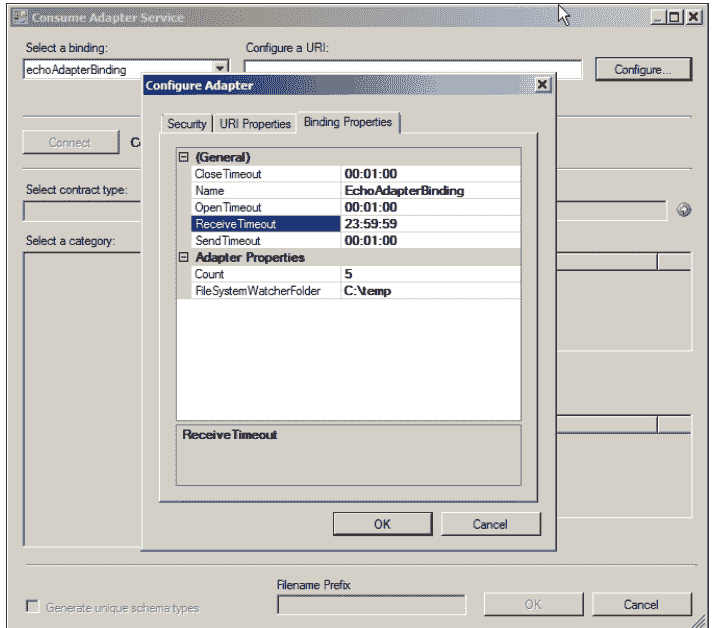 Consume Adapter Service
Select a binding:
Configure a URI:
echoAdapterBinding
Configure...
Configure Adapter
Security
URI Properties
Binding Properties
Connect
C
(General)
CloseTimeout 00:01:00
Name EchoAdapterBinding
OpenTimeout 00:01:00
ReceiveTimeout 23:59:59
SendTimeout 00:01:00
Adapter Properties
Count 5
FileSystemWatcherFolder C:\temp
Select contract type:
Select a category:
ReceiveTimeout
OK
Cancel
Filename Prefix
Generate unique schema types
OK
Cancel